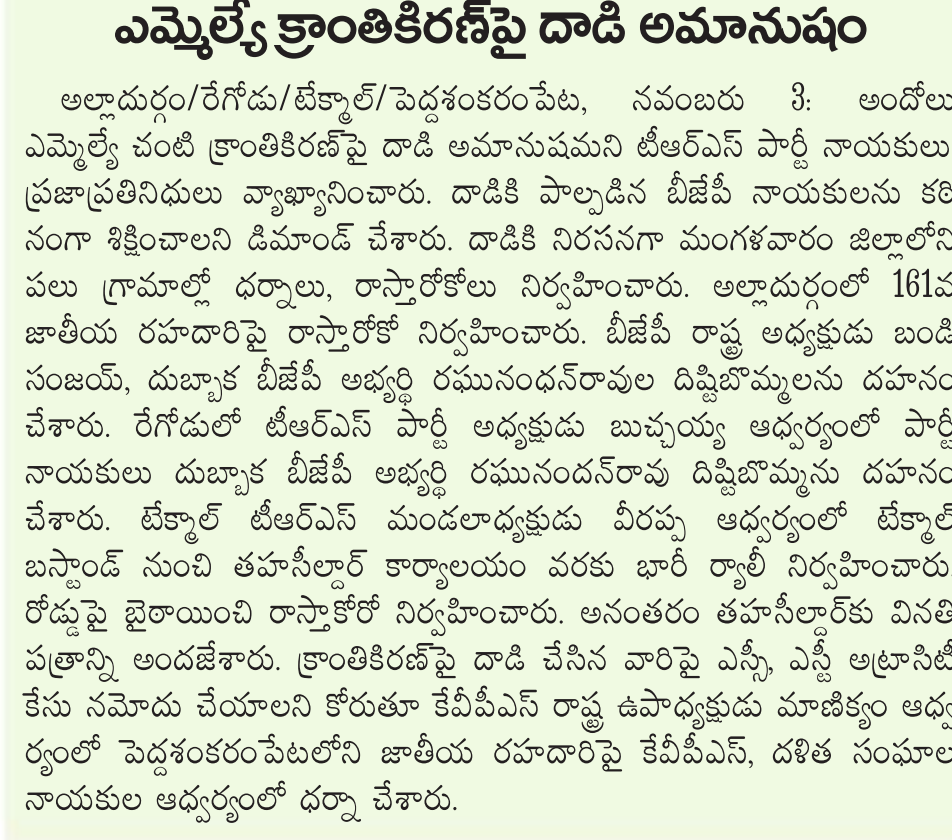 ఎమ్మెల్యే క్రాంతికిరణ్‌పై దాడి అమానుషం
అల్లాదుర్గం/రేగోడు/టేక్మాల్/పెద్దశంకరంపేట, నవంబరు 3: అందోలు
ఎమ్మెల్యే చంటి క్రాంతికిరణ్‌పై దాడి అమానుషమని టీఆర్ఎస్ పార్టీ నాయకులు
ప్రజాప్రతినిధులు వ్యాఖ్యానించారు. దాడికి పాల్పడిన బీజేపీ నాయకులను కఠి
నంగా శిక్షించాలని డిమాండ్ చేశారు. దాడికి నిరసనగా మంగళవారం జిల్లాలోని
పలు గ్రామాల్లో ధర్నాలు, రాస్తారోకోలు నిర్వహించారు. అల్లాదుర్గంలో 161వ
జాతీయ రహదారిపై రాస్తారోకో నిర్వహించారు. బీజేపీ రాష్ట్ర అధ్యక్షుడు బండి
సంజయ్, దుబ్బాక బీజేపీ అభ్యర్థి రఘునంధన్‌రావుల దిష్టిబొమ్మలను దహనం
చేశారు. రేగోడులో టీఆర్ఎస్ పార్టీ అధ్యక్షుడు బుచ్చయ్య ఆధ్వర్యంలో పార్టీ
నాయకులు దుబ్బాక బీజేపీ అభ్యర్థి రఘునందన్‌రావు దిష్టిబొమ్మను దహనం
చేశారు. టేక్మాల్ టీఆర్ఎస్ మండలాధ్యక్షుడు వీరప్ప ఆధ్వర్యంలో టేక్మాల్
బస్టాండ్ నుంచి తహసీల్దార్ కార్యాలయం వరకు భారీ ర్యాలీ నిర్వహించారు.
రోడ్డుపై బైఠాయించి రాస్తాకోరో నిర్వహించారు. అనంతరం తహసీల్దార్‌కు వినతి
పత్రాన్ని అందజేశారు. క్రాంతికిరణ్‌పై దాడి చేసిన వారిపై ఎస్సీ, ఎస్టీ అట్రాసిటీ
కేసు నమోదు చేయాలని కోరుతూ కేవీపీఎస్ రాష్ట్ర ఉపాధ్యక్షుడు మాణిక్యం ఆధ్వ
ర్యంలో పెద్దశంకరంపేటలోని జాతీయ రహదారిపై కేవీపీఎస్, దళిత సంఘాల
నాయకుల ఆధ్వర్యంలో ధర్నా చేశారు.